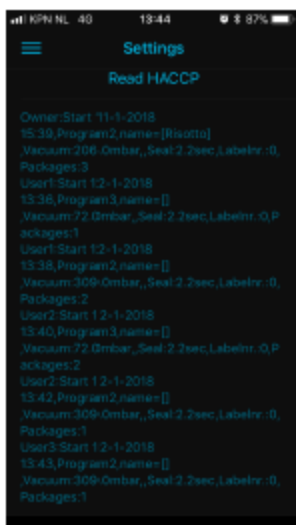 KPN NL 4G 13:44 87%
Settings
Read HACCP
Owner:Start 11-1-2018
15:39,Program2,name=[Risotto]
,Vacuum:206.0mbar,,Seal:2.2sec,Labelnr.:0,
Packages:3
User1:Start 12-1-2018
13:36,Program3,name=[]
,Vacuum:72.0mbar,,Seal:2.2sec,Labelnr.:0,P
ackages:1
User1:Start 12-1-2018
13:38,Program2,name=[]
,Vacuum:309.0mbar,,Seal:2.2sec,Labelnr.:0,
Packages:2
User2:Start 12-1-2018
13:40,Program3,name=[]
,Vacuum:72.0mbar,,Seal:2.2sec,Labelnr.:0,P
ackages:2
User2:Start 12-1-2018
13:42,Program2,name=[]
,Vacuum:309.0mbar,,Seal:2.2sec,Labelnr.:0,
Packages:1
User3:Start 12-1-2018
13:43,Program2,name=[]
,Vacuum:309.0mbar,,Seal:2.2sec,Labelnr.:0,
Packages:1